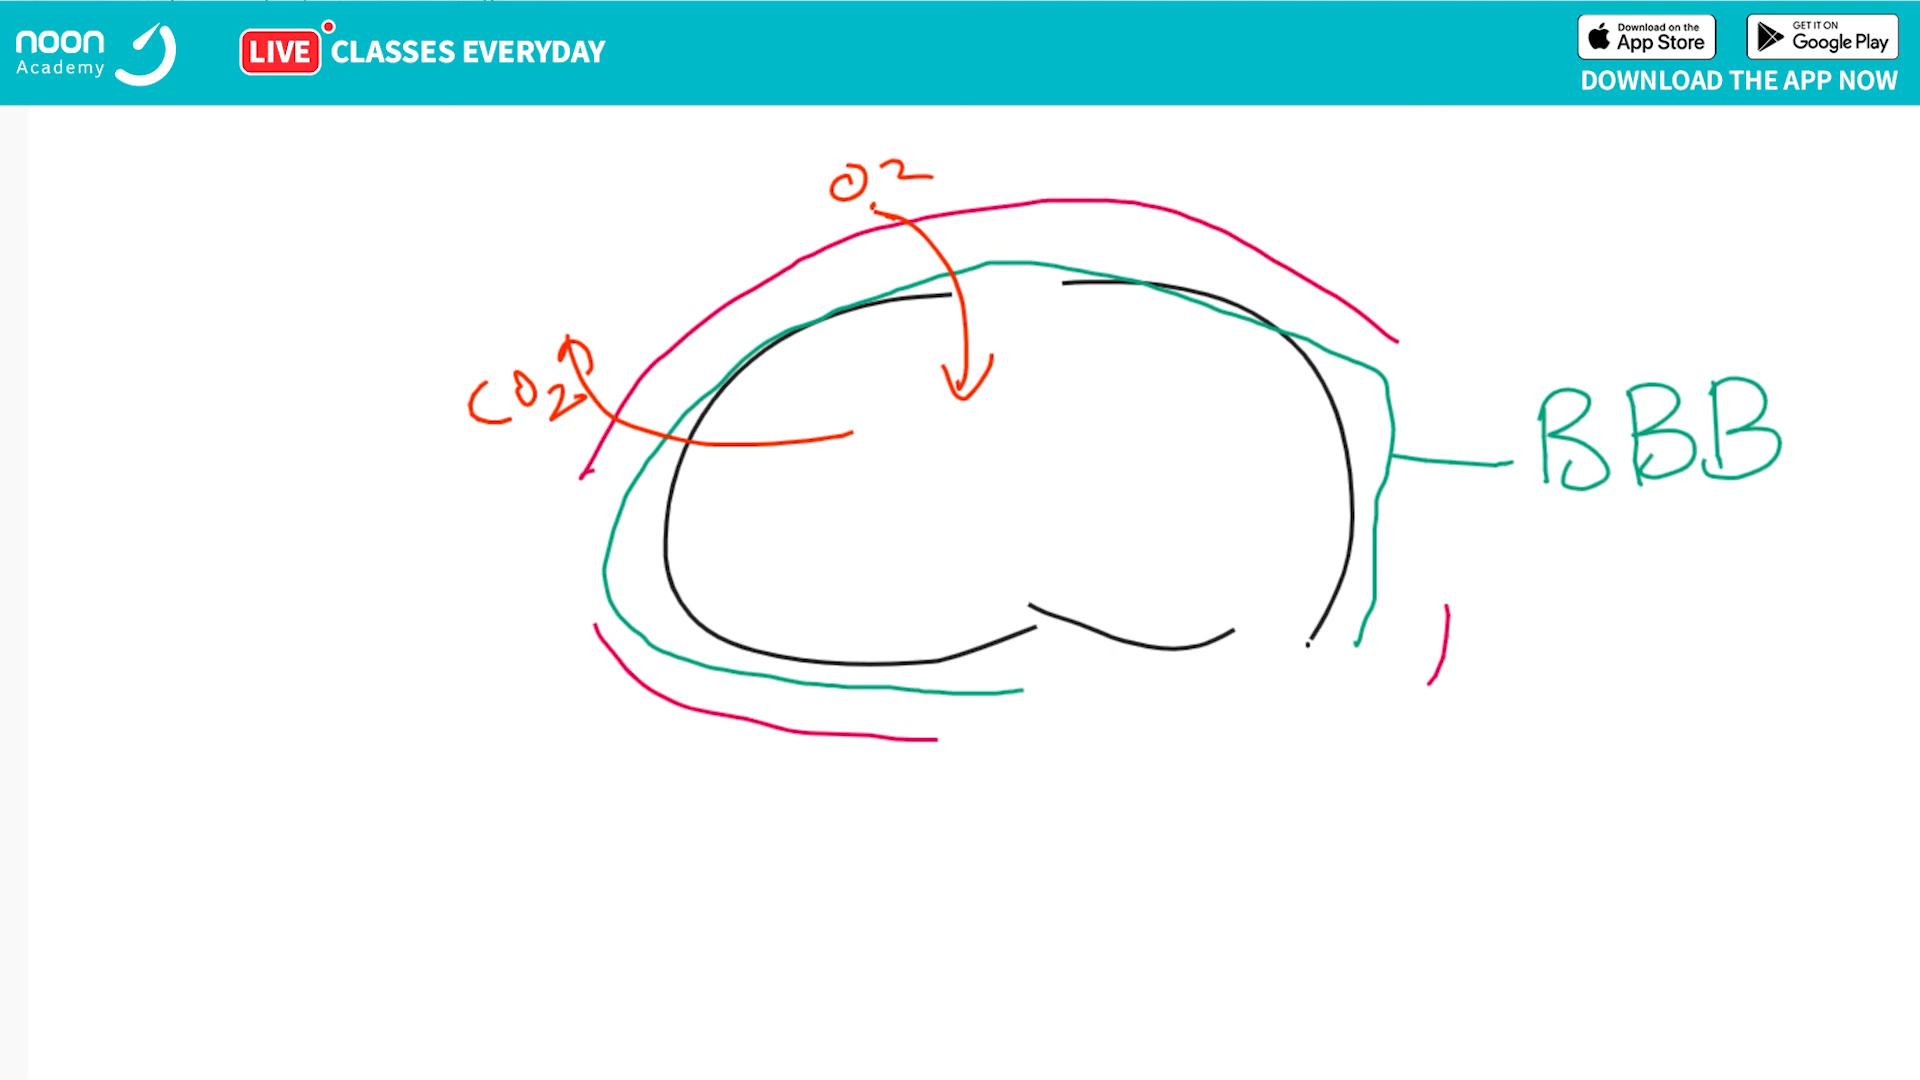 noon
Academy
LIVE CLASSES EVERYDAY
Download on the
App Store
GET IT ON
Google Play
DOWNLOAD THE APP NOW
O2
CO2
BBB